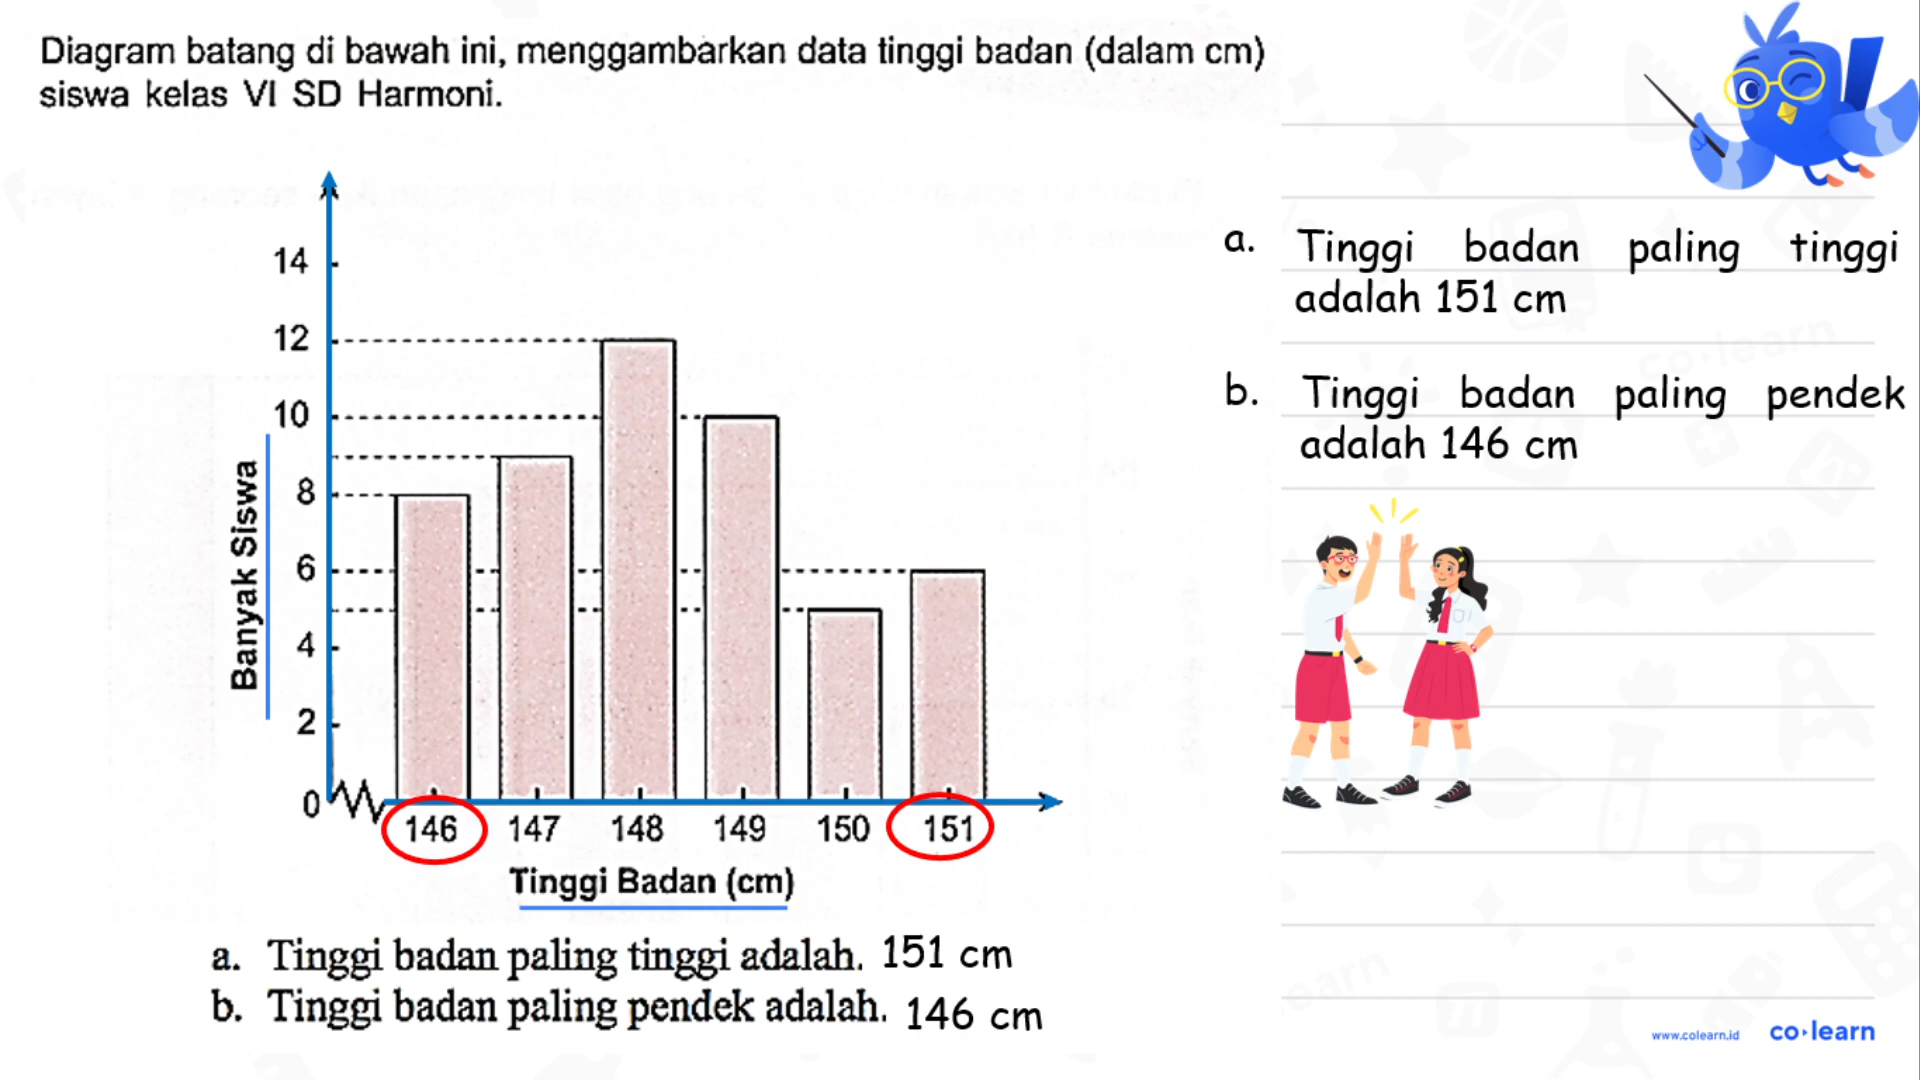 Diagram batang di bawah ini, menggambarkan data tinggi badan (dalam cm)
siswa kelas VI SD Harmoni.
14
12
10
8
6
4
2
0
Banyak Siswa
146 147 148 149 150 151
Tinggi Badan (cm)
a. Tinggi badan paling tinggi adalah. 151 cm
b. Tinggi badan paling pendek adalah. 146 cm
a. Tinggi badan paling tinggi
adalah 151 cm
b. Tinggi badan paling pendek
adalah 146 cm
www.colearn.id co·learn